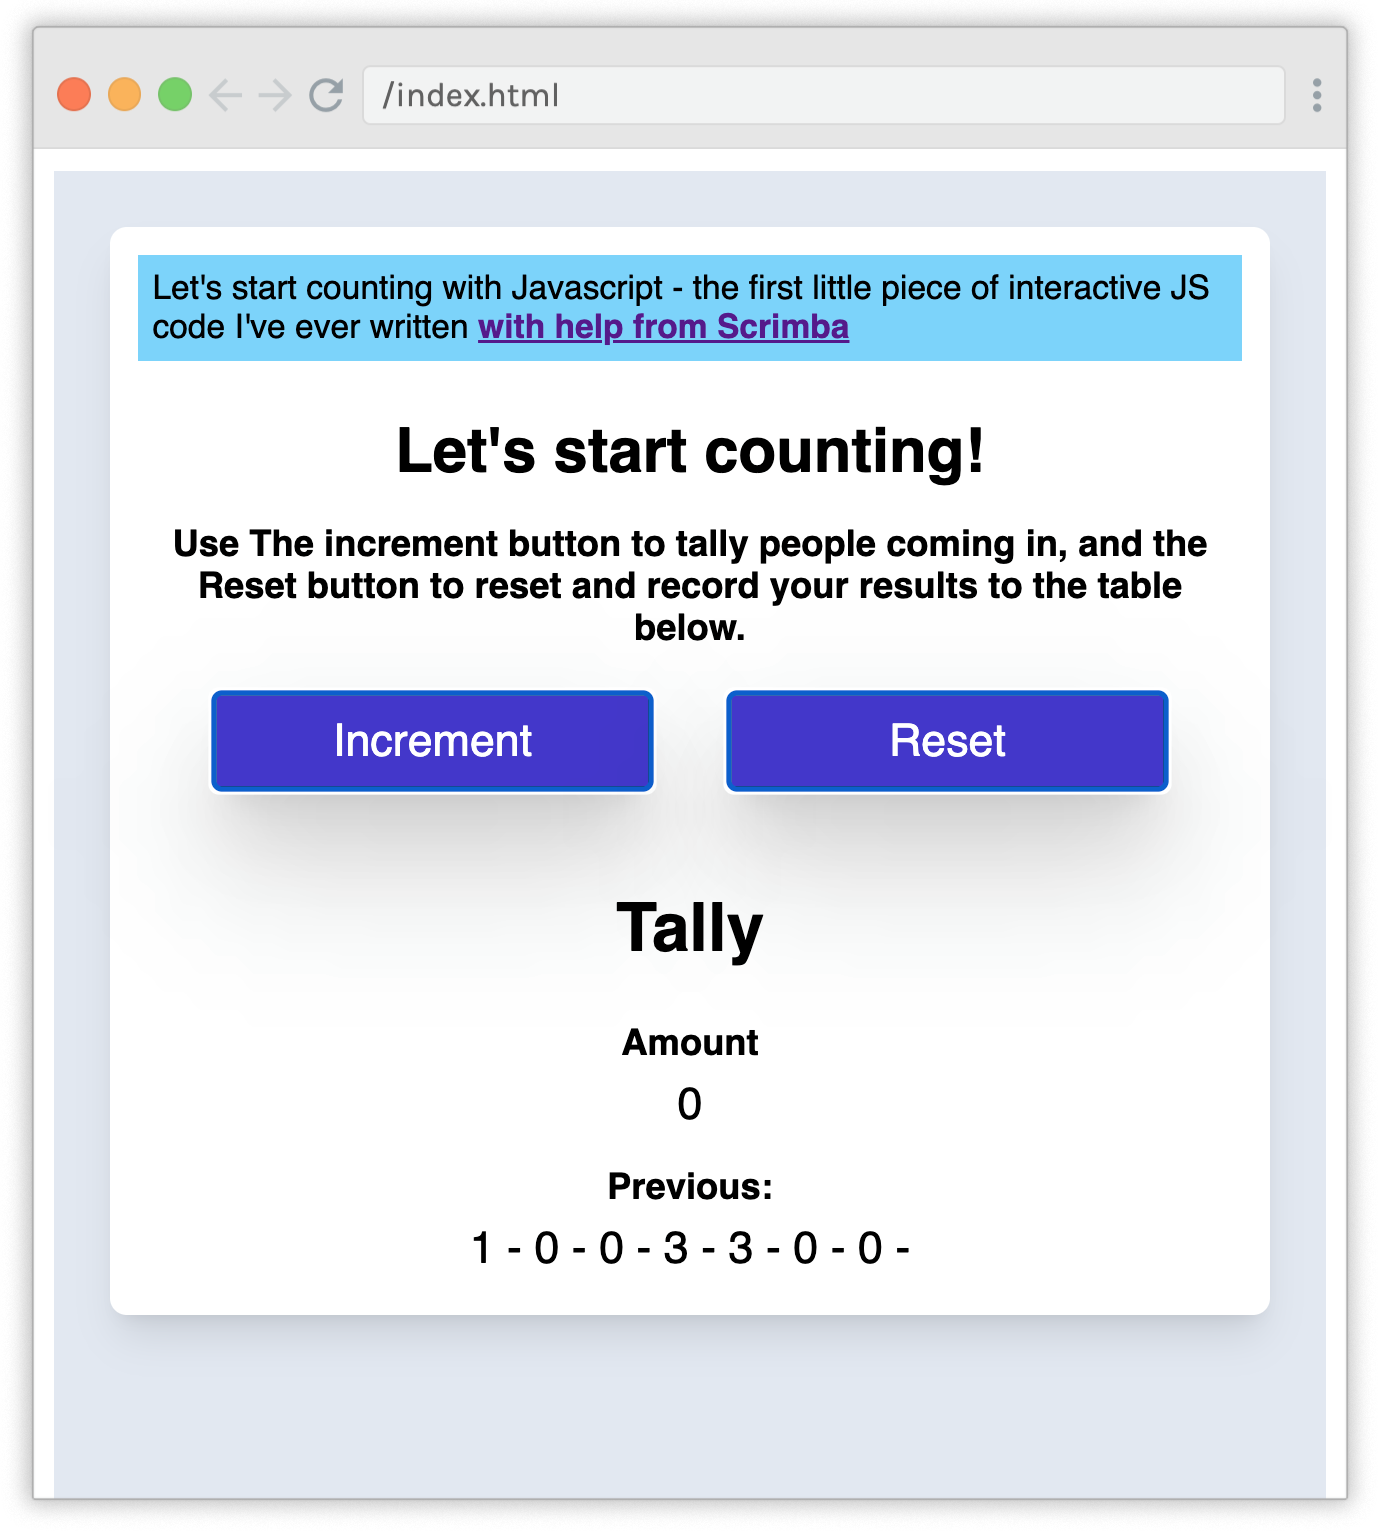 /index.html
Let's start counting with Javascript - the first little piece of interactive JS
code I've ever written with help from Scrimba
Let's start counting!
Use The increment button to tally people coming in, and the
Reset button to reset and record your results to the table
below.
Increment
Reset
Tally
Amount
0
Previous:
1 - 0 - 0 - 3 - 3 - 0 - 0 -